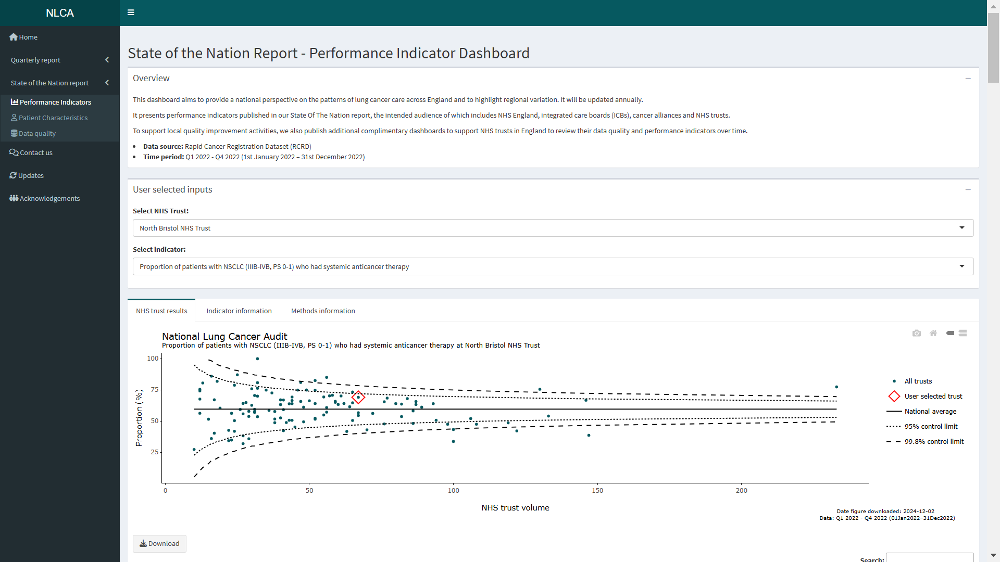 NLCA
Home
Quarterly report
State of the Nation report
Performance Indicators
Patient Characteristics
Data quality
Contact us
Updates
Acknowledgements
State of the Nation Report - Performance Indicator Dashboard
Overview
This dashboard aims to provide a national perspective on the patterns of lung cancer care across England and to highlight regional variation. It will be updated annually.
It presents performance indicators published in our State Of The Nation report, the intended audience of which includes NHS England, integrated care boards (ICBs), cancer alliances and NHS trusts.
To support local quality improvement activities, we also publish additional complimentary dashboards to support NHS trusts in England to review their data quality and performance indicators over time.
Data source: Rapid Cancer Registration Dataset (RCRD)
Time period: Q1 2022 - Q4 2022 (1st January 2022 – 31st December 2022)
User selected inputs
Select NHS Trust:
North Bristol NHS Trust
Select indicator:
Proportion of patients with NSCLC (IIIB-IVB, PS 0-1) who had systemic anticancer therapy
NHS trust results
Indicator information
Methods information
National Lung Cancer Audit
Proportion of patients with NSCLC (IIIB-IVB, PS 0-1) who had systemic anticancer therapy at North Bristol NHS Trust
100
75
50
25
Proportion (%)
0
50
100
150
200
NHS trust volume
All trusts
User selected trust
National average
95% control limit
99.8% control limit
Date figure downloaded: 2024-12-02
Data: Q1 2022 - Q4 2022 (01Jan2022–31Dec2022)
Download
Search: